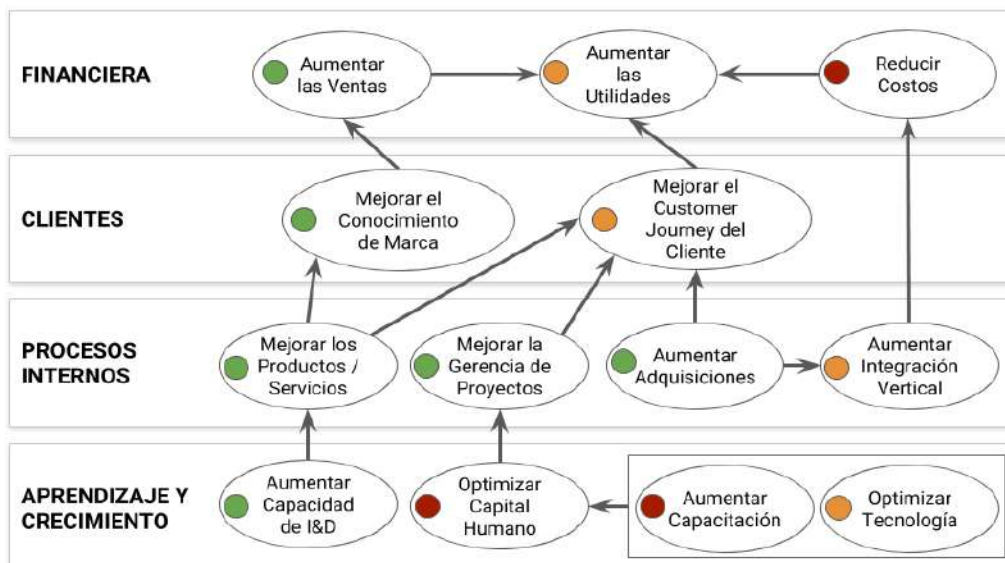 FINANCIERA
Aumentar
las Ventas
Aumentar
las
Utilidades
Reducir
Costos
CLIENTES
Mejorar el
Conocimiento
de Marca
Mejorar el
Customer
Journey del
Cliente
PROCESOS
INTERNOS
Mejorar los
Productos /
Servicios
Mejorar la
Gerencia de
Proyectos
Aumentar
Adquisiciones
Aumentar
Integración
Vertical
APRENDIZAJE Y
CRECIMIENTO
Aumentar
Capacidad
de I&D
Optimizar
Capital
Humano
Aumentar
Capacitación
Optimizar
Tecnología